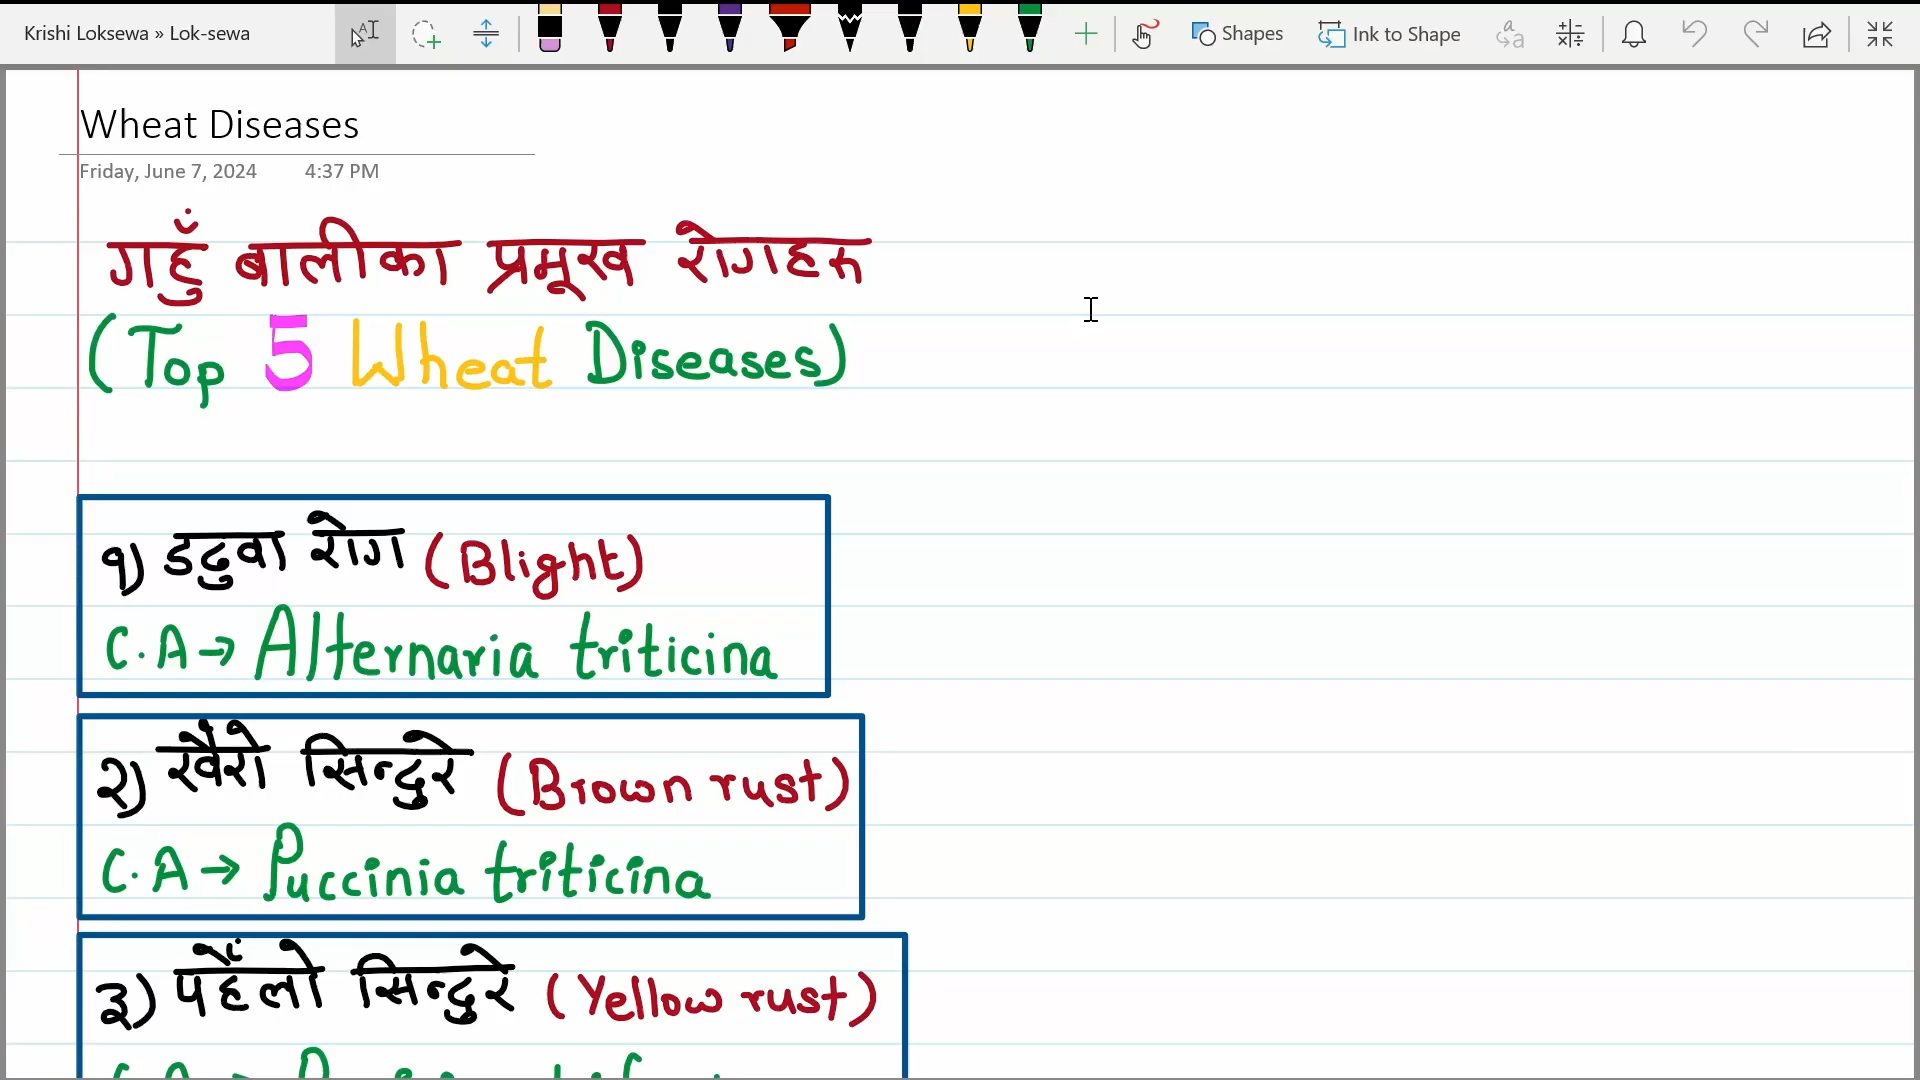 Krishi Loksewa » Lok-sewa
Shapes
Ink to Shape
Wheat Diseases
Friday, June 7, 2024 4:37 PM
गहुँ बालीका प्रमूख रोगहरु
(Top 5 Wheat Diseases)
१) डढुवा रोग (Blight)
C.A → Alternaria triticina
२) खैरो सिन्दुरे (Brown rust)
C.A → Puccinia triticina
३) पहेँलो सिन्दुरे (Yellow rust)